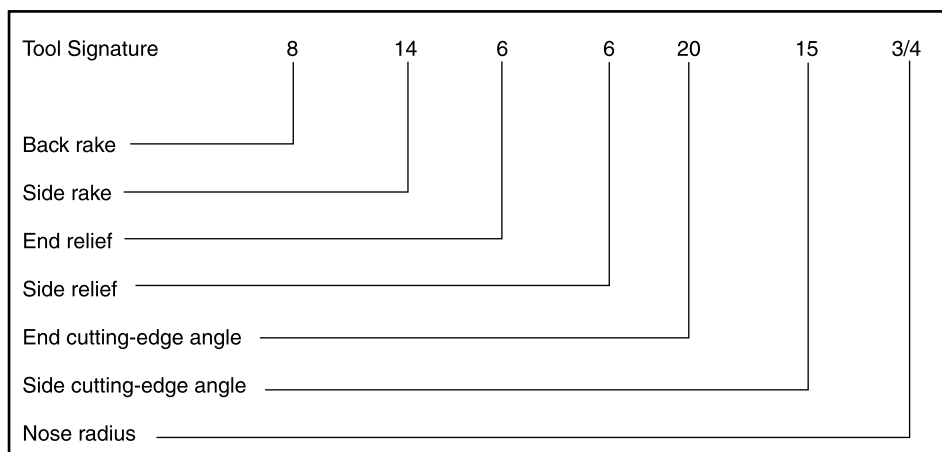 Tool Signature 8 14 6 6 20 15 3/4
Back rake
Side rake
End relief
Side relief
End cutting-edge angle
Side cutting-edge angle
Nose radius